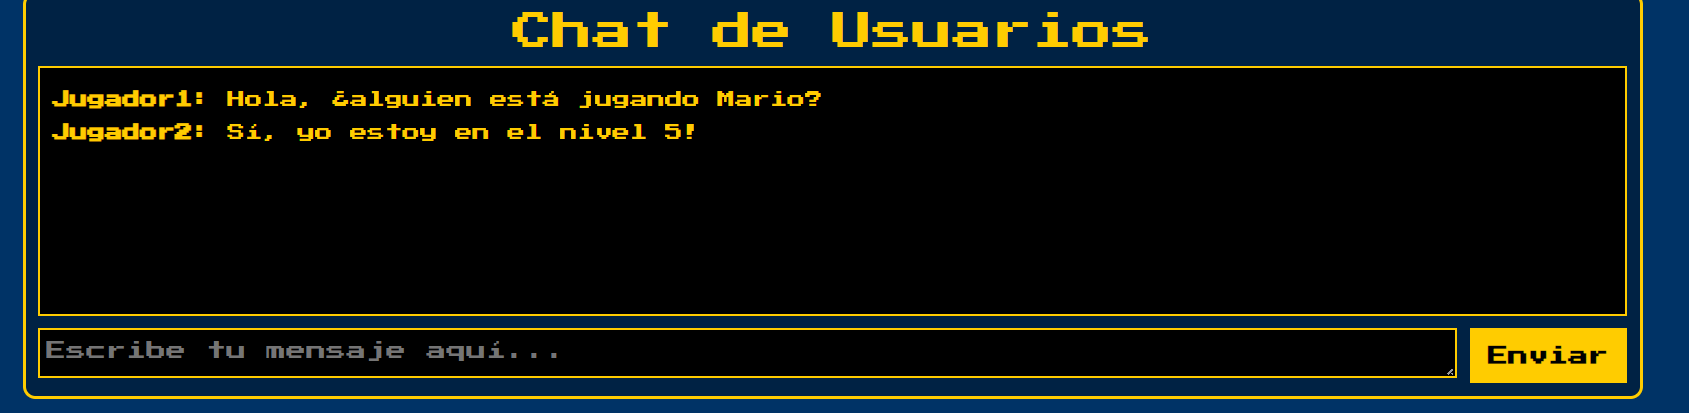 Chat de Usuarios
Jugador1: Hola, ¿alguien está jugando Mario?
Jugador2: Sí, yo estoy en el nivel 5!
Escribe tu mensaje aquí...
Enviar